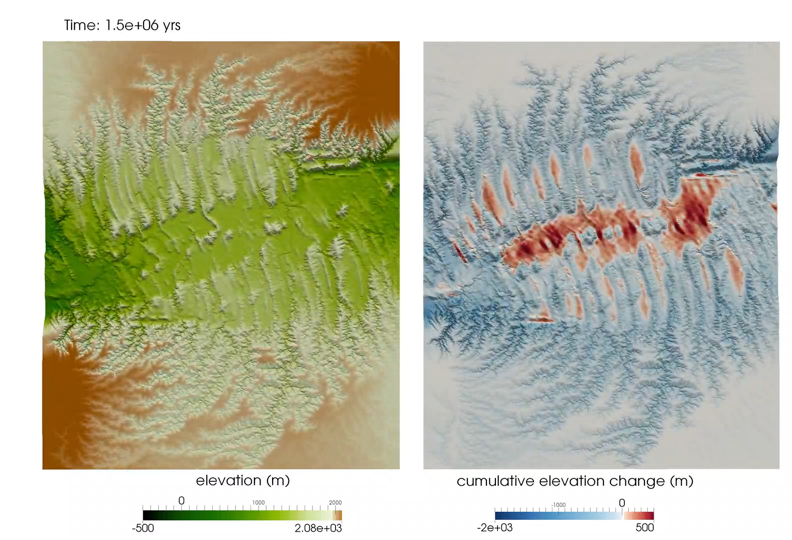 Time: 1.5e+06 yrs
elevation (m)
0 1000 2000
-500 2.08e+03
cumulative elevation change (m)
-1000 0
-2e+03 500